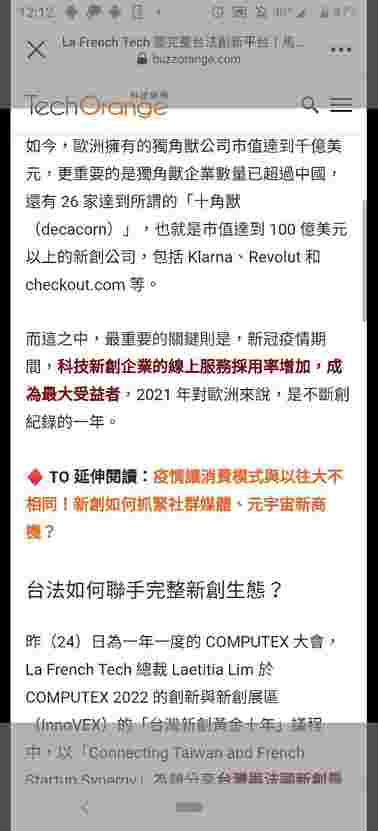 12:12
La French Tech 要完整台法創新平台！馬...
buzzorange.com
TechOrange
科技報橘
如今，歐洲擁有的獨角獸公司市值達到千億美
元，更重要的是獨角獸企業數量已超過中國，
還有 26 家達到所謂的「十角獸
（decacorn）」，也就是市值達到 100 億美元
以上的新創公司，包括 Klarna、Revolut 和
checkout.com 等。
而這之中，最重要的關鍵則是，新冠疫情期
間，科技新創企業的線上服務採用率增加，成
為最大受益者，2021 年對歐洲來說，是不斷創
紀錄的一年。
TO 延伸閱讀：疫情讓消費模式與以往大不
相同！新創如何抓緊社群媒體、元宇宙新商
機？
台法如何聯手完整新創生態？
昨（24）日為一年一度的 COMPUTEX 大會，
La French Tech 總裁 Laetitia Lim 於
COMPUTEX 2022 的創新與新創展區
（InnoVEX）的「台灣新創黃金十年」議程
中，以「Connecting Taiwan and French
Startup Synergy」為題分享台灣與法國新創最